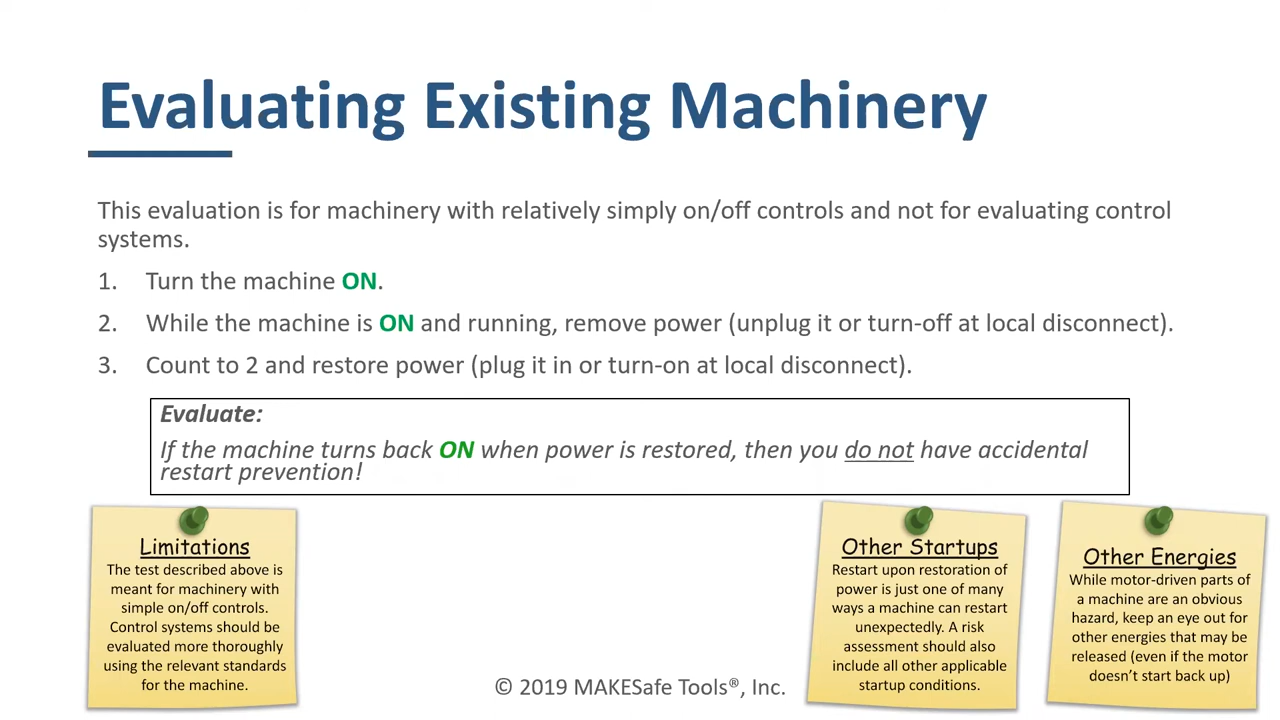 Evaluating Existing Machinery
This evaluation is for machinery with relatively simply on/off controls and not for evaluating control
systems.
1. Turn the machine ON.
2. While the machine is ON and running, remove power (unplug it or turn-off at local disconnect).
3. Count to 2 and restore power (plug it in or turn-on at local disconnect).
Evaluate:
If the machine turns back ON when power is restored, then you do not have accidental
restart prevention!
Limitations
The test described above is
meant for machinery with
simple on/off controls.
Control systems should be
evaluated more thoroughly
using the relevant standards
for the machine.
Other Startups
Restart upon restoration of
power is just one of many
ways a machine can restart
unexpectedly. A risk
assessment should also
include all other applicable
startup conditions.
Other Energies
While motor-driven parts of
a machine are an obvious
hazard, keep an eye out for
other energies that may be
released (even if the motor
doesn't start back up)
© 2019 MAKESafe Tools®, Inc.